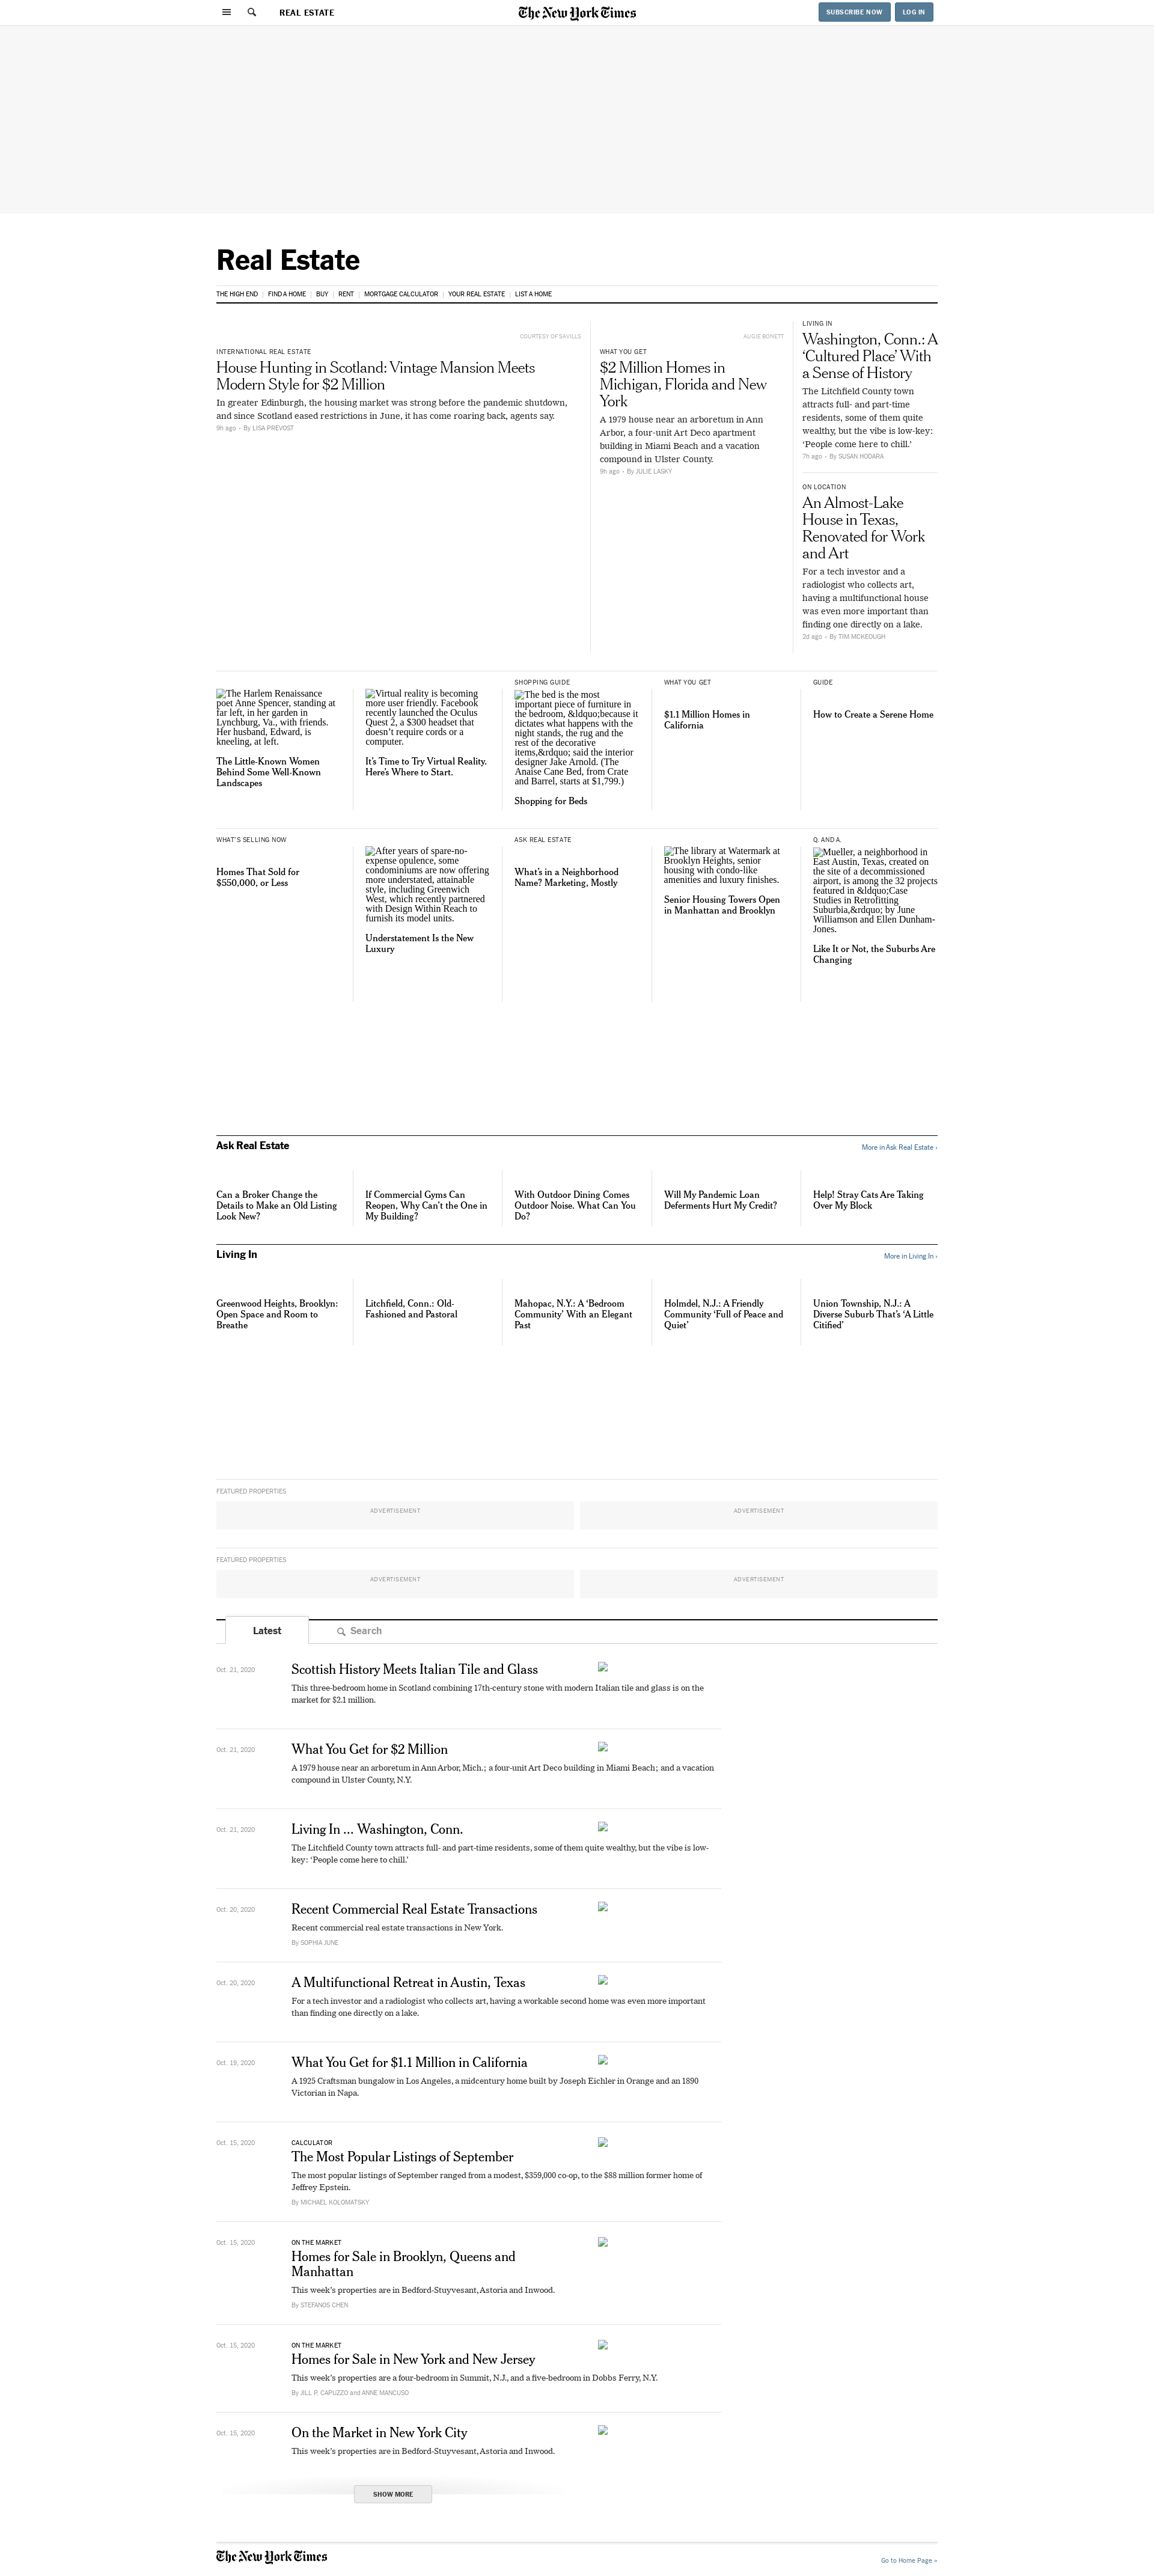 REAL ESTATE
The New York Times
SUBSCRIBE NOW
LOG IN
Real Estate
THE HIGH END | FIND A HOME | BUY | RENT | MORTGAGE CALCULATOR | YOUR REAL ESTATE | LIST A HOME
COURTESY OF SAVILLS
INTERNATIONAL REAL ESTATE
House Hunting in Scotland: Vintage Mansion Meets
Modern Style for $2 Million
In greater Edinburgh, the housing market was strong before the pandemic shutdown,
and since Scotland eased restrictions in June, it has come roaring back, agents say.
9h ago • By LISA PREVOST
AUGIE BONETT
WHAT YOU GET
$2 Million Homes in
Michigan, Florida and New
York
A 1979 house near an arboretum in Ann
Arbor, a four-unit Art Deco apartment
building in Miami Beach and a vacation
compound in Ulster County.
9h ago • By JULIE LASKY
LIVING IN
Washington, Conn.: A
‘Cultured Place’ With
a Sense of History
The Litchfield County town
attracts full- and part-time
residents, some of them quite
wealthy, but the vibe is low-key:
‘People come here to chill.’
7h ago • By SUSAN HODARA
ON LOCATION
An Almost-Lake
House in Texas,
Renovated for Work
and Art
For a tech investor and a
radiologist who collects art,
having a multifunctional house
was even more important than
finding one directly on a lake.
2d ago • By TIM MCKEOUGH
The Harlem Renaissance
poet Anne Spencer, standing at
far left, in her garden in
Lynchburg, Va., with friends.
Her husband, Edward, is
kneeling, at left.
The Little-Known Women
Behind Some Well-Known
Landscapes
Virtual reality is becoming
more user friendly. Facebook
recently launched the Oculus
Quest 2, a $300 headset that
doesn’t require cords or a
computer.
It’s Time to Try Virtual Reality.
Here’s Where to Start.
SHOPPING GUIDE
The bed is the most
important piece of furniture in
the bedroom, &ldquo;because it
dictates what happens with the
night stands, the rug and the
rest of the decorative
items,&rdquo; said the interior
designer Jake Arnold. (The
Anaise Cane Bed, from Crate
and Barrel, starts at $1,799.)
Shopping for Beds
WHAT YOU GET
$1.1 Million Homes in
California
GUIDE
How to Create a Serene Home
WHAT’S SELLING NOW
Homes That Sold for
$550,000, or Less
After years of spare-no-
expense opulence, some
condominiums are now offering
more understated, attainable
style, including Greenwich
West, which recently partnered
with Design Within Reach to
furnish its model units.
Understatement Is the New
Luxury
ASK REAL ESTATE
What’s in a Neighborhood
Name? Marketing, Mostly
The library at Watermark at
Brooklyn Heights, senior
housing with condo-like
amenities and luxury finishes.
Senior Housing Towers Open
in Manhattan and Brooklyn
Q. AND A.
Mueller, a neighborhood in
East Austin, Texas, created on
the site of a decommissioned
airport, is among the 32 projects
featured in &ldquo;Case
Studies in Retrofitting
Suburbia,&rdquo; by June
Williamson and Ellen Dunham-
Jones.
Like It or Not, the Suburbs Are
Changing
Ask Real Estate
More in Ask Real Estate ›
Can a Broker Change the
Details to Make an Old Listing
Look New?
If Commercial Gyms Can
Reopen, Why Can’t the One in
My Building?
With Outdoor Dining Comes
Outdoor Noise. What Can You
Do?
Will My Pandemic Loan
Deferments Hurt My Credit?
Help! Stray Cats Are Taking
Over My Block
Living In
More in Living In ›
Greenwood Heights, Brooklyn:
Open Space and Room to
Breathe
Litchfield, Conn.: Old-
Fashioned and Pastoral
Mahopac, N.Y.: A ‘Bedroom
Community’ With an Elegant
Past
Holmdel, N.J.: A Friendly
Community ‘Full of Peace and
Quiet’
Union Township, N.J.: A
Diverse Suburb That’s ‘A Little
Citified’
FEATURED PROPERTIES
ADVERTISEMENT
ADVERTISEMENT
FEATURED PROPERTIES
ADVERTISEMENT
ADVERTISEMENT
Latest
Search
Oct. 21, 2020
Scottish History Meets Italian Tile and Glass
This three-bedroom home in Scotland combining 17th-century stone with modern Italian tile and glass is on the
market for $2.1 million.
Oct. 21, 2020
What You Get for $2 Million
A 1979 house near an arboretum in Ann Arbor, Mich.; a four-unit Art Deco building in Miami Beach; and a vacation
compound in Ulster County, N.Y.
Oct. 21, 2020
Living In ... Washington, Conn.
The Litchfield County town attracts full- and part-time residents, some of them quite wealthy, but the vibe is low-
key: ‘People come here to chill.’
Oct. 20, 2020
Recent Commercial Real Estate Transactions
Recent commercial real estate transactions in New York.
By SOPHIA JUNE
Oct. 20, 2020
A Multifunctional Retreat in Austin, Texas
For a tech investor and a radiologist who collects art, having a workable second home was even more important
than finding one directly on a lake.
Oct. 19, 2020
What You Get for $1.1 Million in California
A 1925 Craftsman bungalow in Los Angeles, a midcentury home built by Joseph Eichler in Orange and an 1890
Victorian in Napa.
Oct. 15, 2020
CALCULATOR
The Most Popular Listings of September
The most popular listings of September ranged from a modest, $359,000 co-op, to the $88 million former home of
Jeffrey Epstein.
By MICHAEL KOLOMATSKY
Oct. 15, 2020
ON THE MARKET
Homes for Sale in Brooklyn, Queens and
Manhattan
This week’s properties are in Bedford-Stuyvesant, Astoria and Inwood.
By STEFANOS CHEN
Oct. 15, 2020
ON THE MARKET
Homes for Sale in New York and New Jersey
This week’s properties are a four-bedroom in Summit, N.J., and a five-bedroom in Dobbs Ferry, N.Y.
By JILL P. CAPUZZO and ANNE MANCUSO
Oct. 15, 2020
On the Market in New York City
This week’s properties are in Bedford-Stuyvesant, Astoria and Inwood.
SHOW MORE
The New York Times
Go to Home Page »